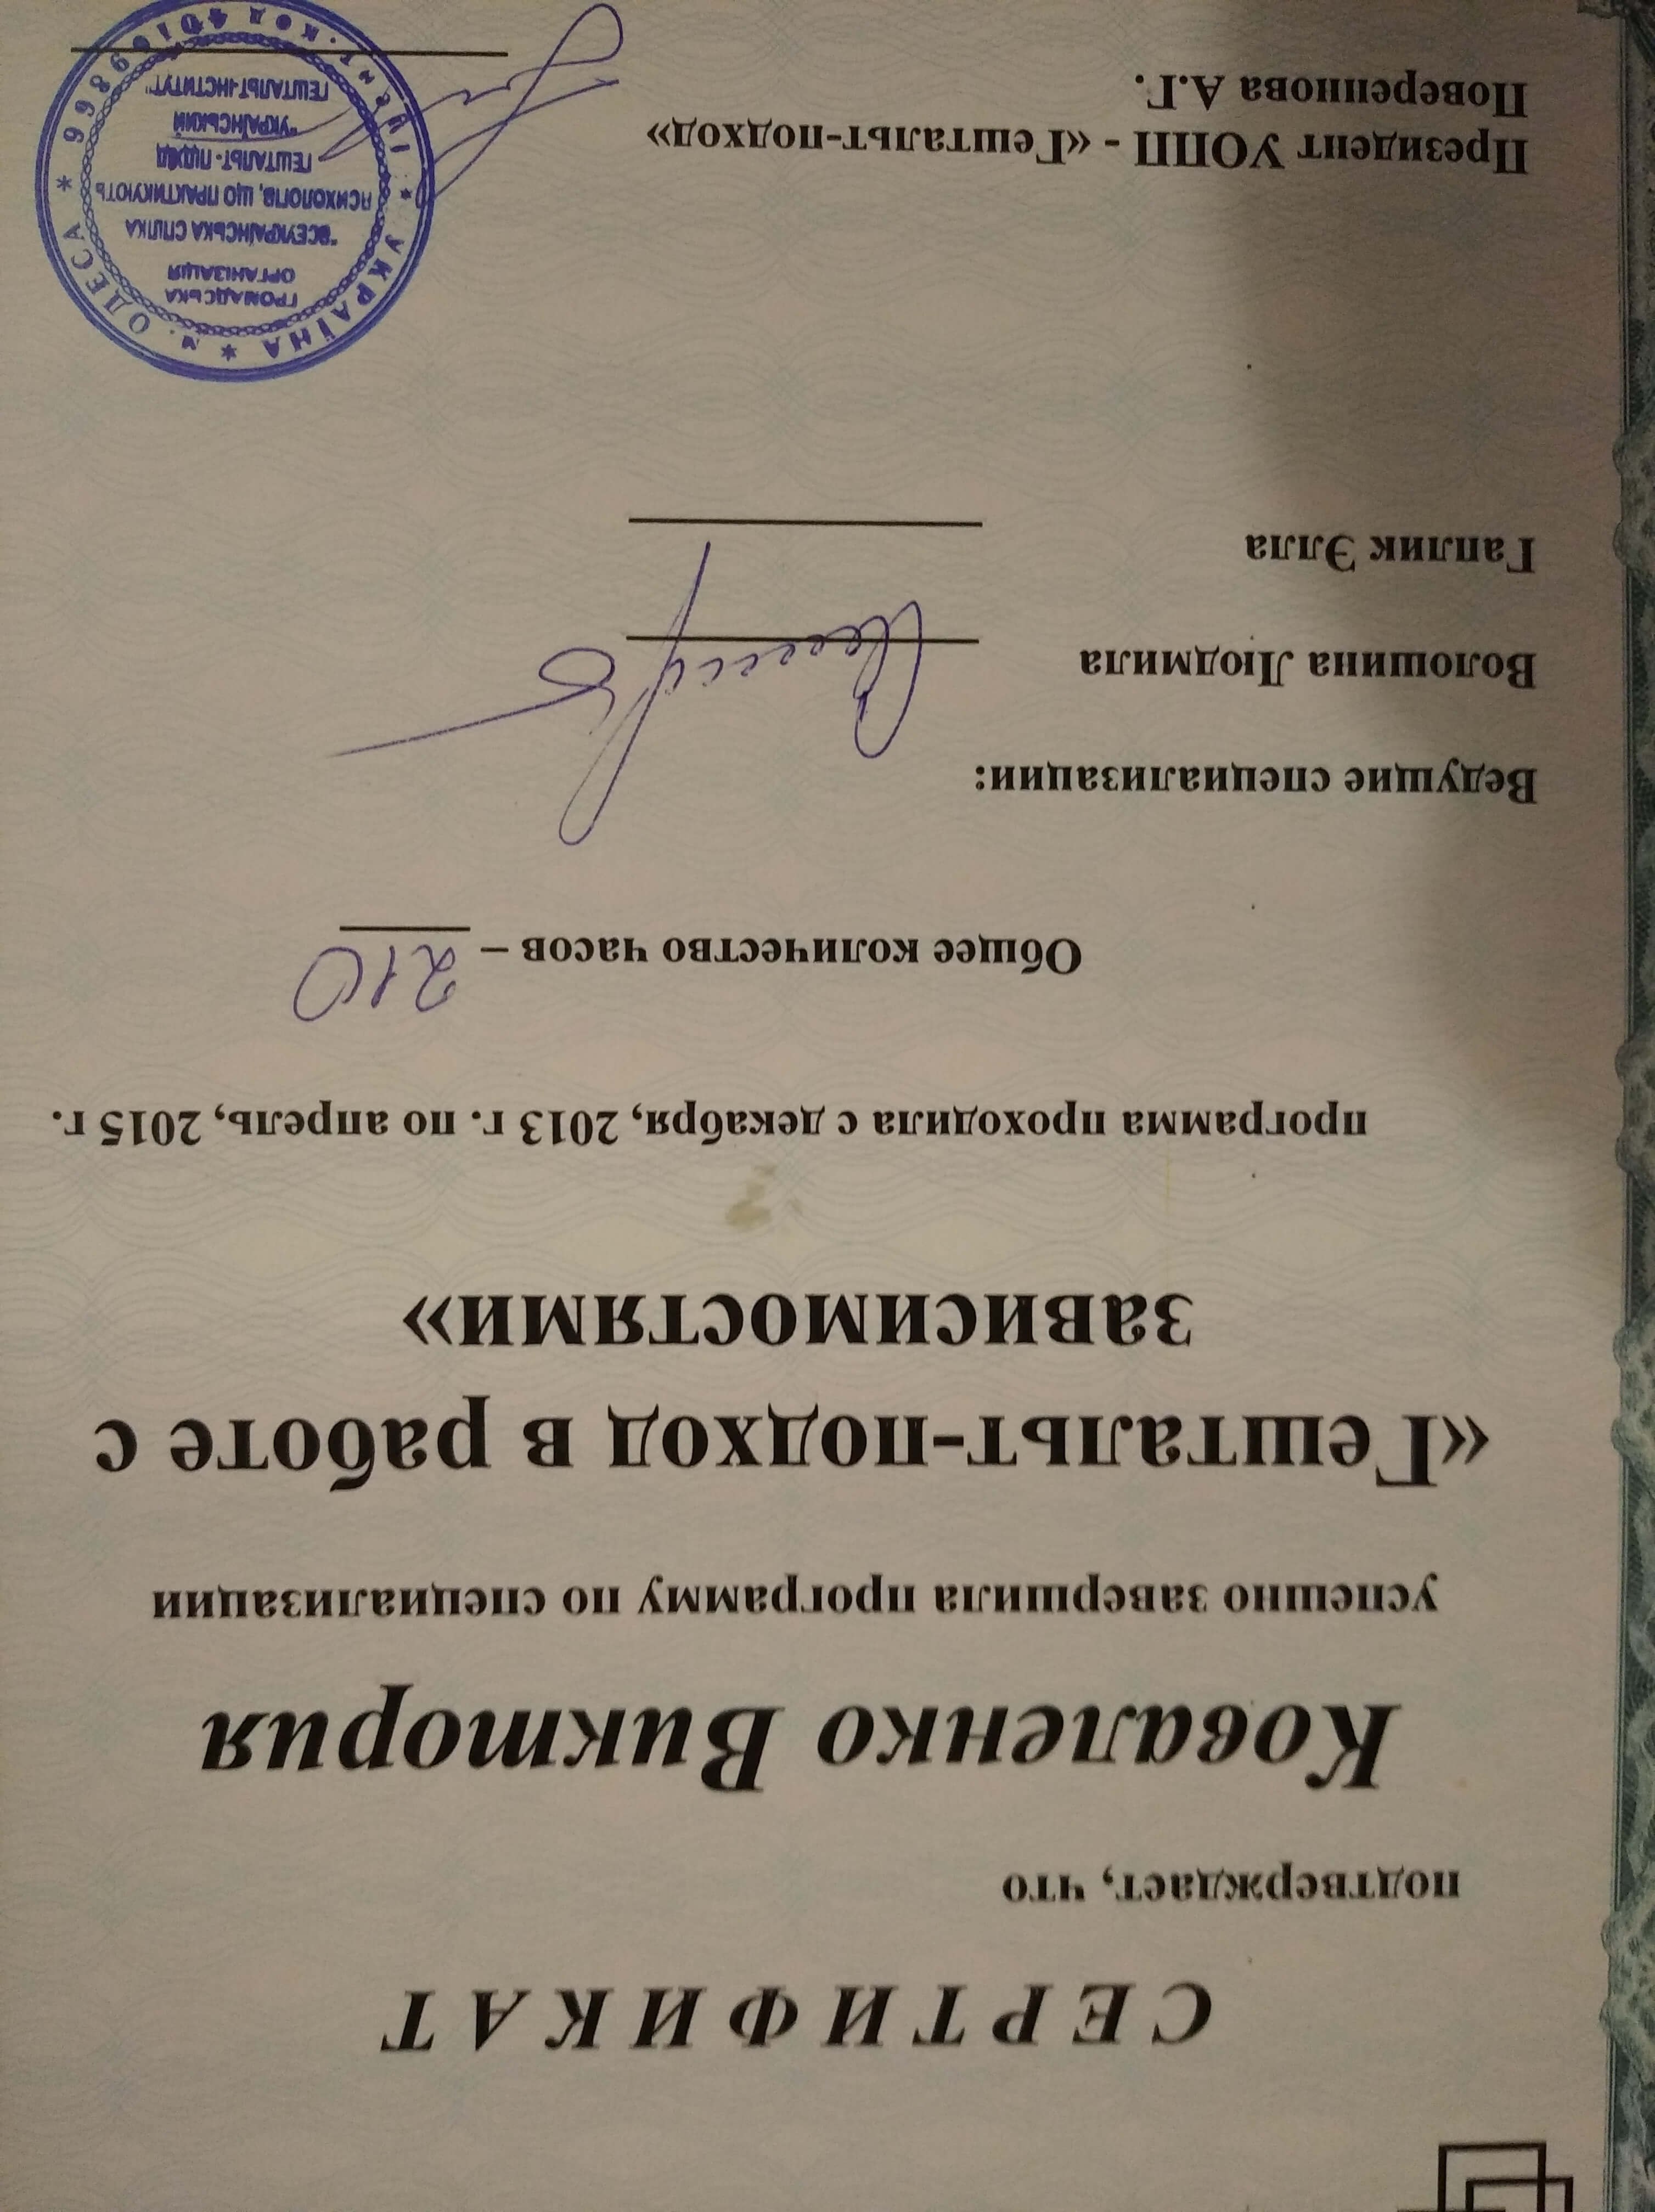 СЕРТИФИКАТ
подтверждает, что
Коваленко Виктория
успешно завершила программу по специализации
«Гештальт-подход в работе с
зависимостями»
программа проходила с декабря, 2013 г. по апрель, 2015 г.
Общее количество часов – 210
Ведущие специализации:
Волошина Людмила
Гаплик Элла
Президент УОПП - «Гештальт-подход»
Повереннова А.Г.
УКРАЇНА * м. ОДЕСА *
ГРОМАДСЬКА
ОРГАНІЗАЦІЯ
"ВСЕУКРАЇНСЬКА СПІЛКА
ПСИХОЛОГІВ, ЩО ПРАКТИКУЮТЬ
ГЕШТАЛЬТ-ПІДХІД
"УКРАЇНСЬКИЙ
ГЕШТАЛЬТ-ІНСТИТУТ"